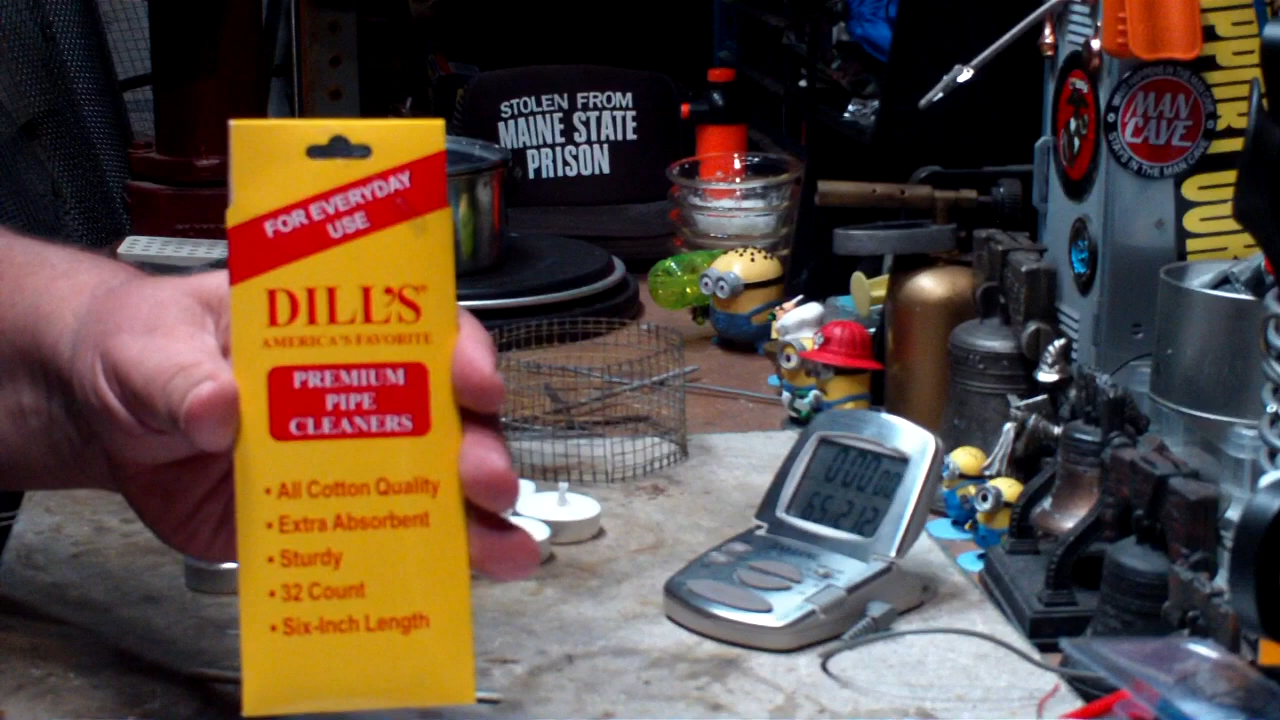 FOR EVERYDAY
USE
DILL'S
AMERICA'S FAVORITE
PREMIUM
PIPE
CLEANERS
• All Cotton Quality
• Extra Absorbent
• Sturdy
• 32 Count
• Six-Inch Length
STOLEN FROM
MAINE STATE
PRISON
MAN
CAVE